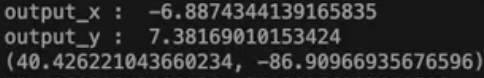 output_x :  -6.8874344139165835
output_y :  7.38169010153424
(40.426221043660234, -86.90966935676596)